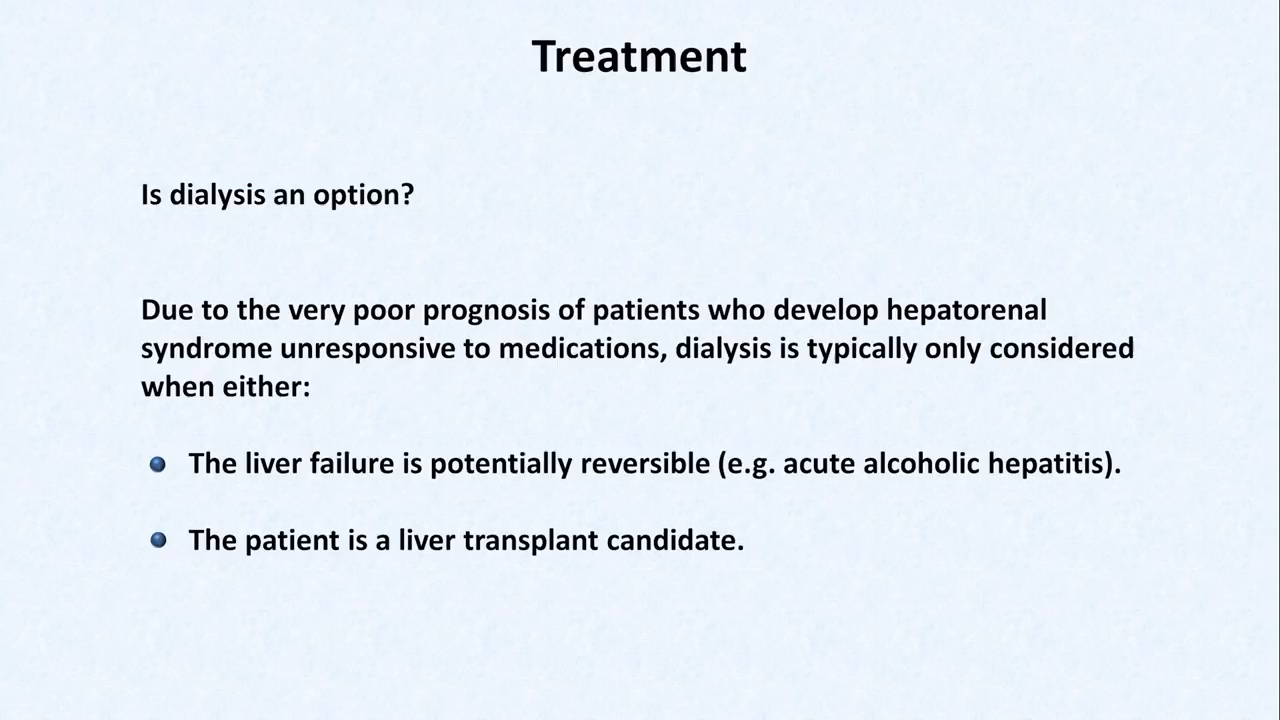 Treatment
Is dialysis an option?
Due to the very poor prognosis of patients who develop hepatorenal
syndrome unresponsive to medications, dialysis is typically only considered
when either:
The liver failure is potentially reversible (e.g. acute alcoholic hepatitis).
The patient is a liver transplant candidate.